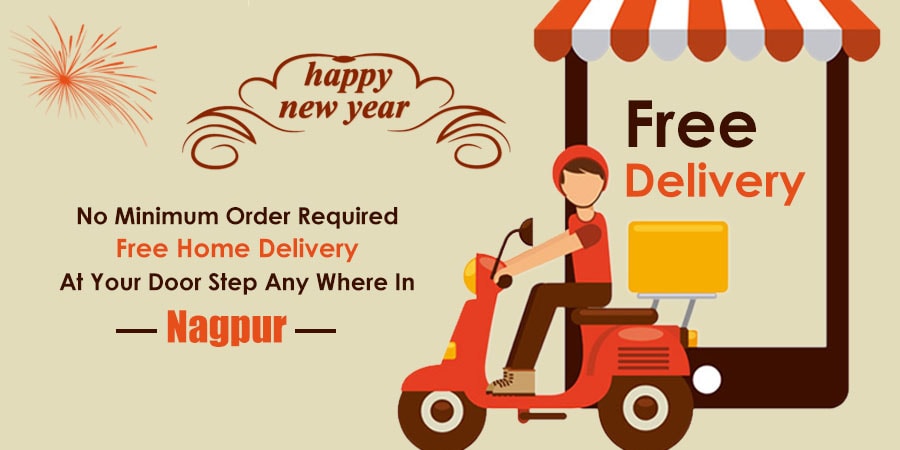 happy
new year
No Minimum Order Required
Free Home Delivery
At Your Door Step Any Where In
Nagpur
Free
Delivery